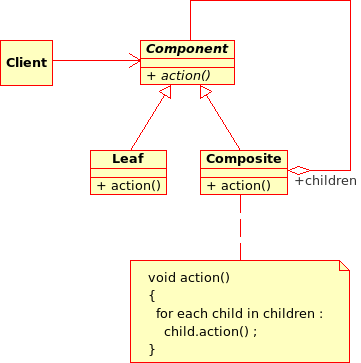 Component
Client
+ action()
Leaf
Composite
+ action()
+ action()
+children
void action()
{
for each child in children :
child.action() ;
}